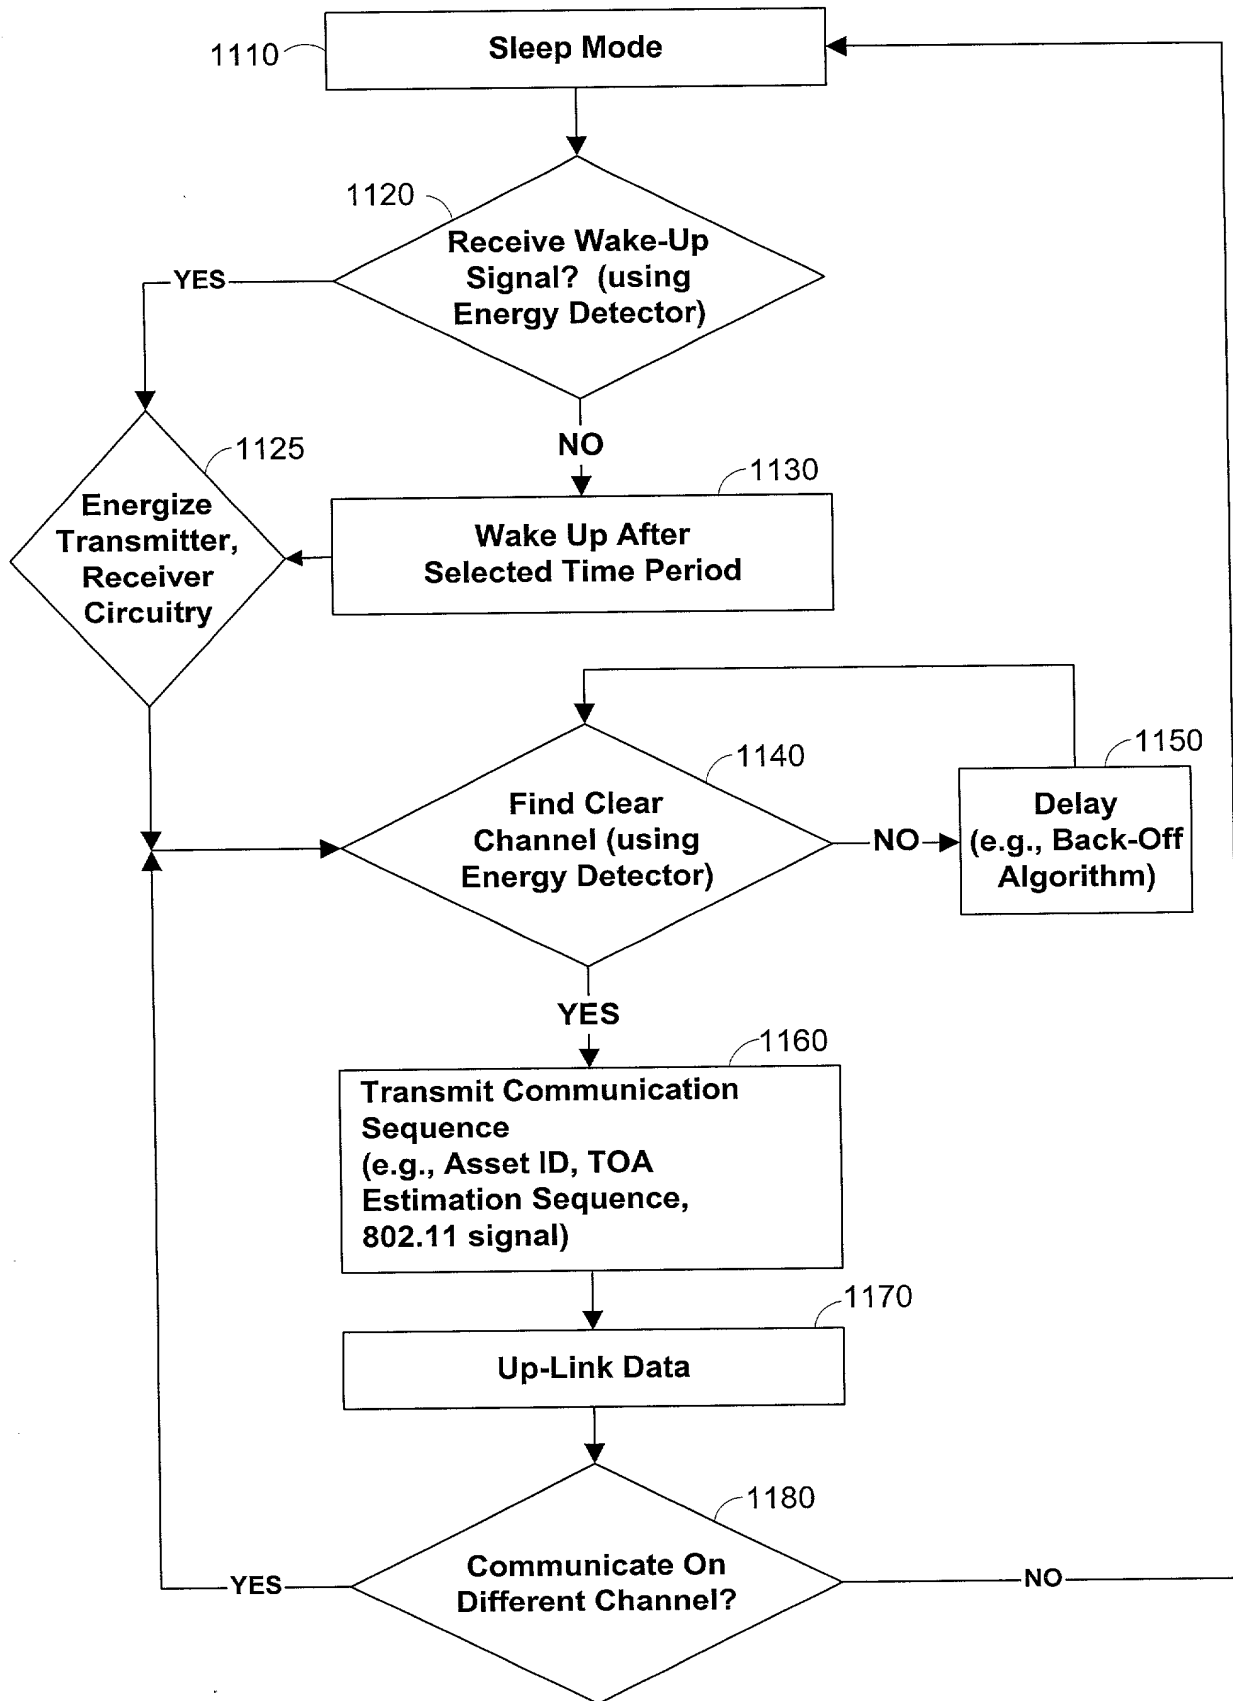 1110
Sleep Mode
1120
Receive Wake-Up
Signal? (using
Energy Detector)
YES
NO
1125
Energize
Transmitter,
Receiver
Circuitry
1130
Wake Up After
Selected Time Period
1140
Find Clear
Channel (using
Energy Detector)
NO
1150
Delay
(e.g., Back-Off
Algorithm)
YES
1160
Transmit Communication
Sequence
(e.g., Asset ID, TOA
Estimation Sequence,
802.11 signal)
1170
Up-Link Data
1180
Communicate On
Different Channel?
YES
NO